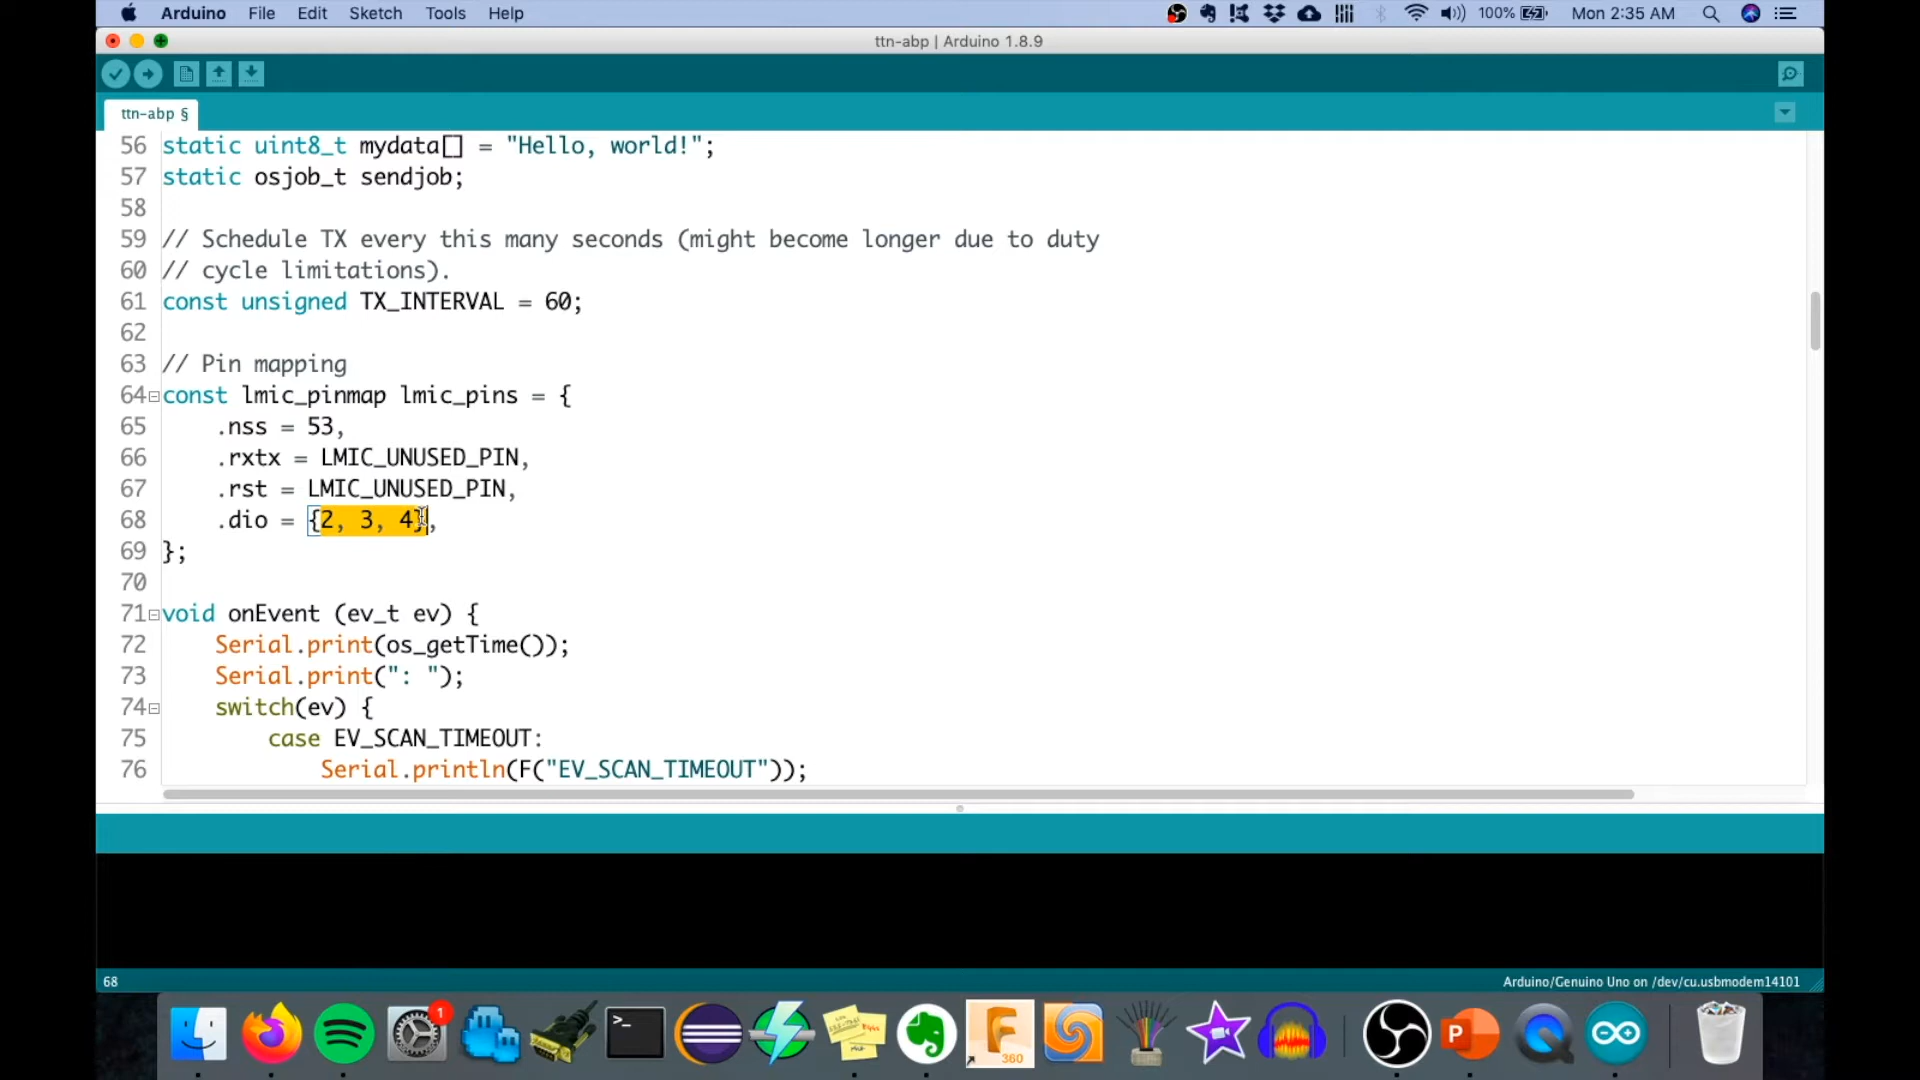 Arduino File Edit Sketch Tools Help 100% Mon 2:35 AM
ttn-abp | Arduino 1.8.9
ttn-abp §
56 static uint8_t mydata[] = "Hello, world!";
57 static osjob_t sendjob;
58
59 // Schedule TX every this many seconds (might become longer due to duty
60 // cycle limitations).
61 const unsigned TX_INTERVAL = 60;
62
63 // Pin mapping
64 const lmic_pinmap lmic_pins = {
65 .nss = 53,
66 .rxtx = LMIC_UNUSED_PIN,
67 .rst = LMIC_UNUSED_PIN,
68 .dio = {2, 3, 4},
69 };
70
71 void onEvent (ev_t ev) {
72 Serial.print(os_getTime());
73 Serial.print(": ");
74 switch(ev) {
75 case EV_SCAN_TIMEOUT:
76 Serial.println(F("EV_SCAN_TIMEOUT"));
68 Arduino/Genuino Uno on /dev/cu.usbmodem14101
1
>_
F
360
P